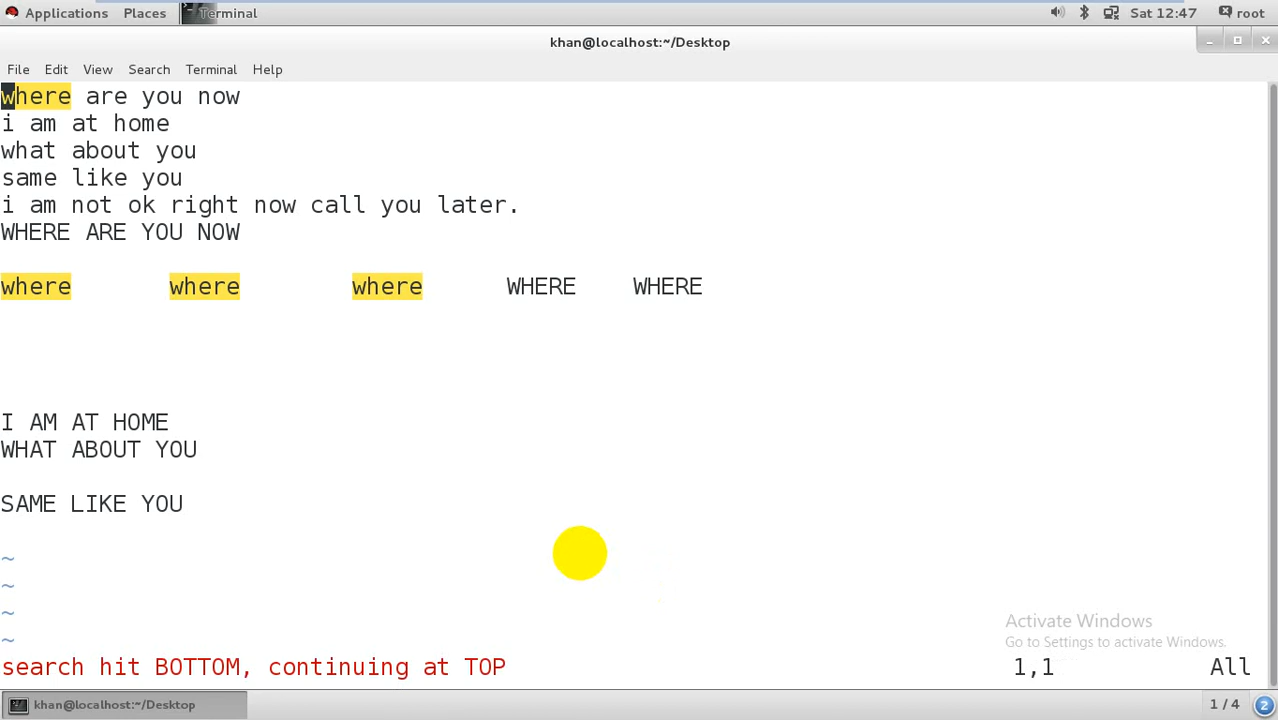 Applications Places Terminal Sat 12:47 root
khan@localhost:~/Desktop
File Edit View Search Terminal Help
where are you now
i am at home
what about you
same like you
i am not ok right now call you later.
WHERE ARE YOU NOW
where where where WHERE WHERE
I AM AT HOME
WHAT ABOUT YOU
SAME LIKE YOU
~
~
~
~
Activate Windows
Go to Settings to activate Windows.
search hit BOTTOM, continuing at TOP 1,1 All
khan@localhost:~/Desktop 1 / 4 2